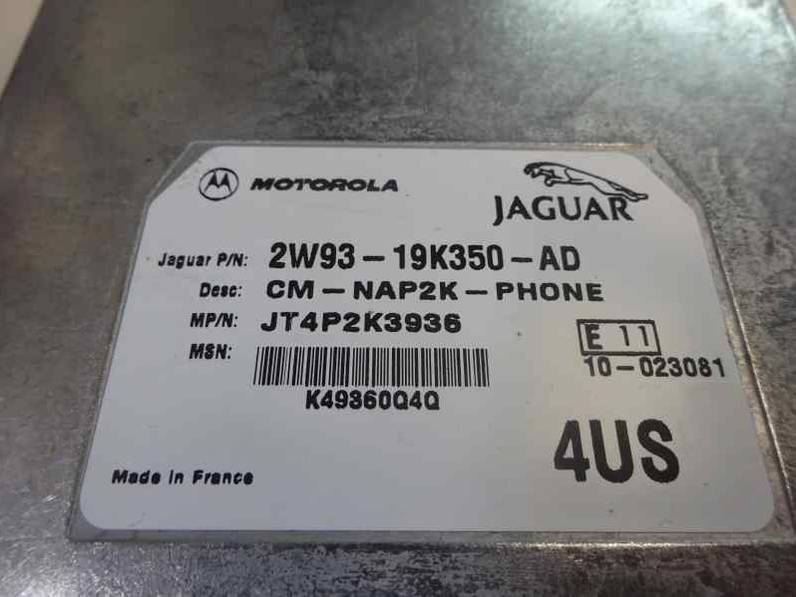 MOTOROLA
JAGUAR
Jaguar P/N: 2W93-19K350-AD
Desc: CM-NAP2K-PHONE
MP/N: JT4P2K3936
MSN:
E 11
10-023081
K49360Q4Q
4US
Made in France